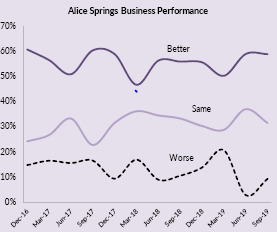 Alice Springs Business Performance
70%
60%
50%
40%
30%
20%
10%
0%
Better
Same
Worse
Dec-16
Mar-17
Jun-17
Sep-17
Dec-17
Mar-18
Jun-18
Sep-18
Dec-18
Mar-19
Jun-19
Sep-19